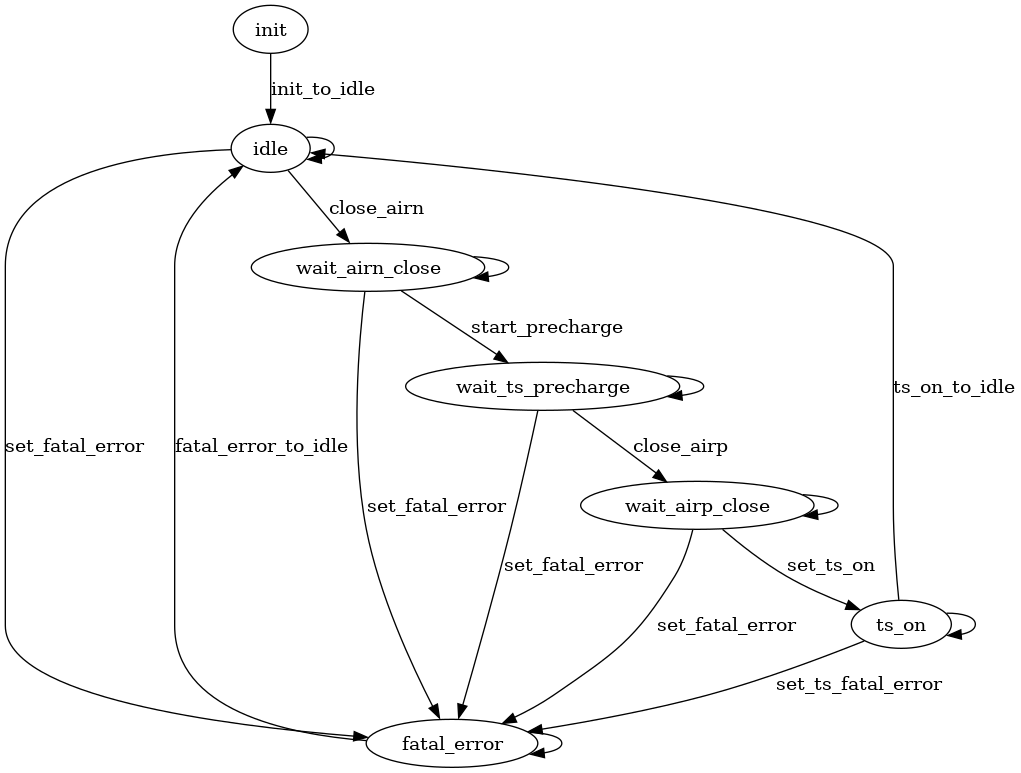 init
init_to_idle
idle
close_airn
wait_airn_close
start_precharge
wait_ts_precharge
ts_on_to_idle
set_fatal_error
fatal_error_to_idle
close_airp
set_fatal_error
wait_airp_close
set_fatal_error
set_ts_on
set_fatal_error
ts_on
set_ts_fatal_error
fatal_error